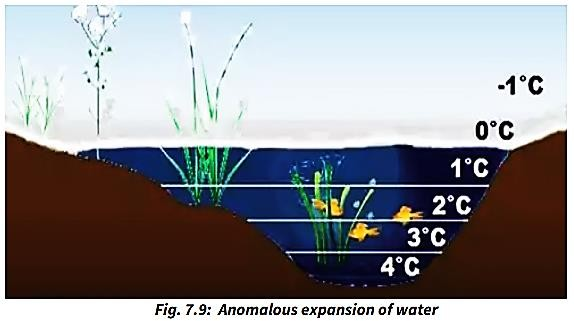 -1°C
0°C
1°C
2°C
3°C
4°C
Fig. 7.9: Anomalous expansion of water